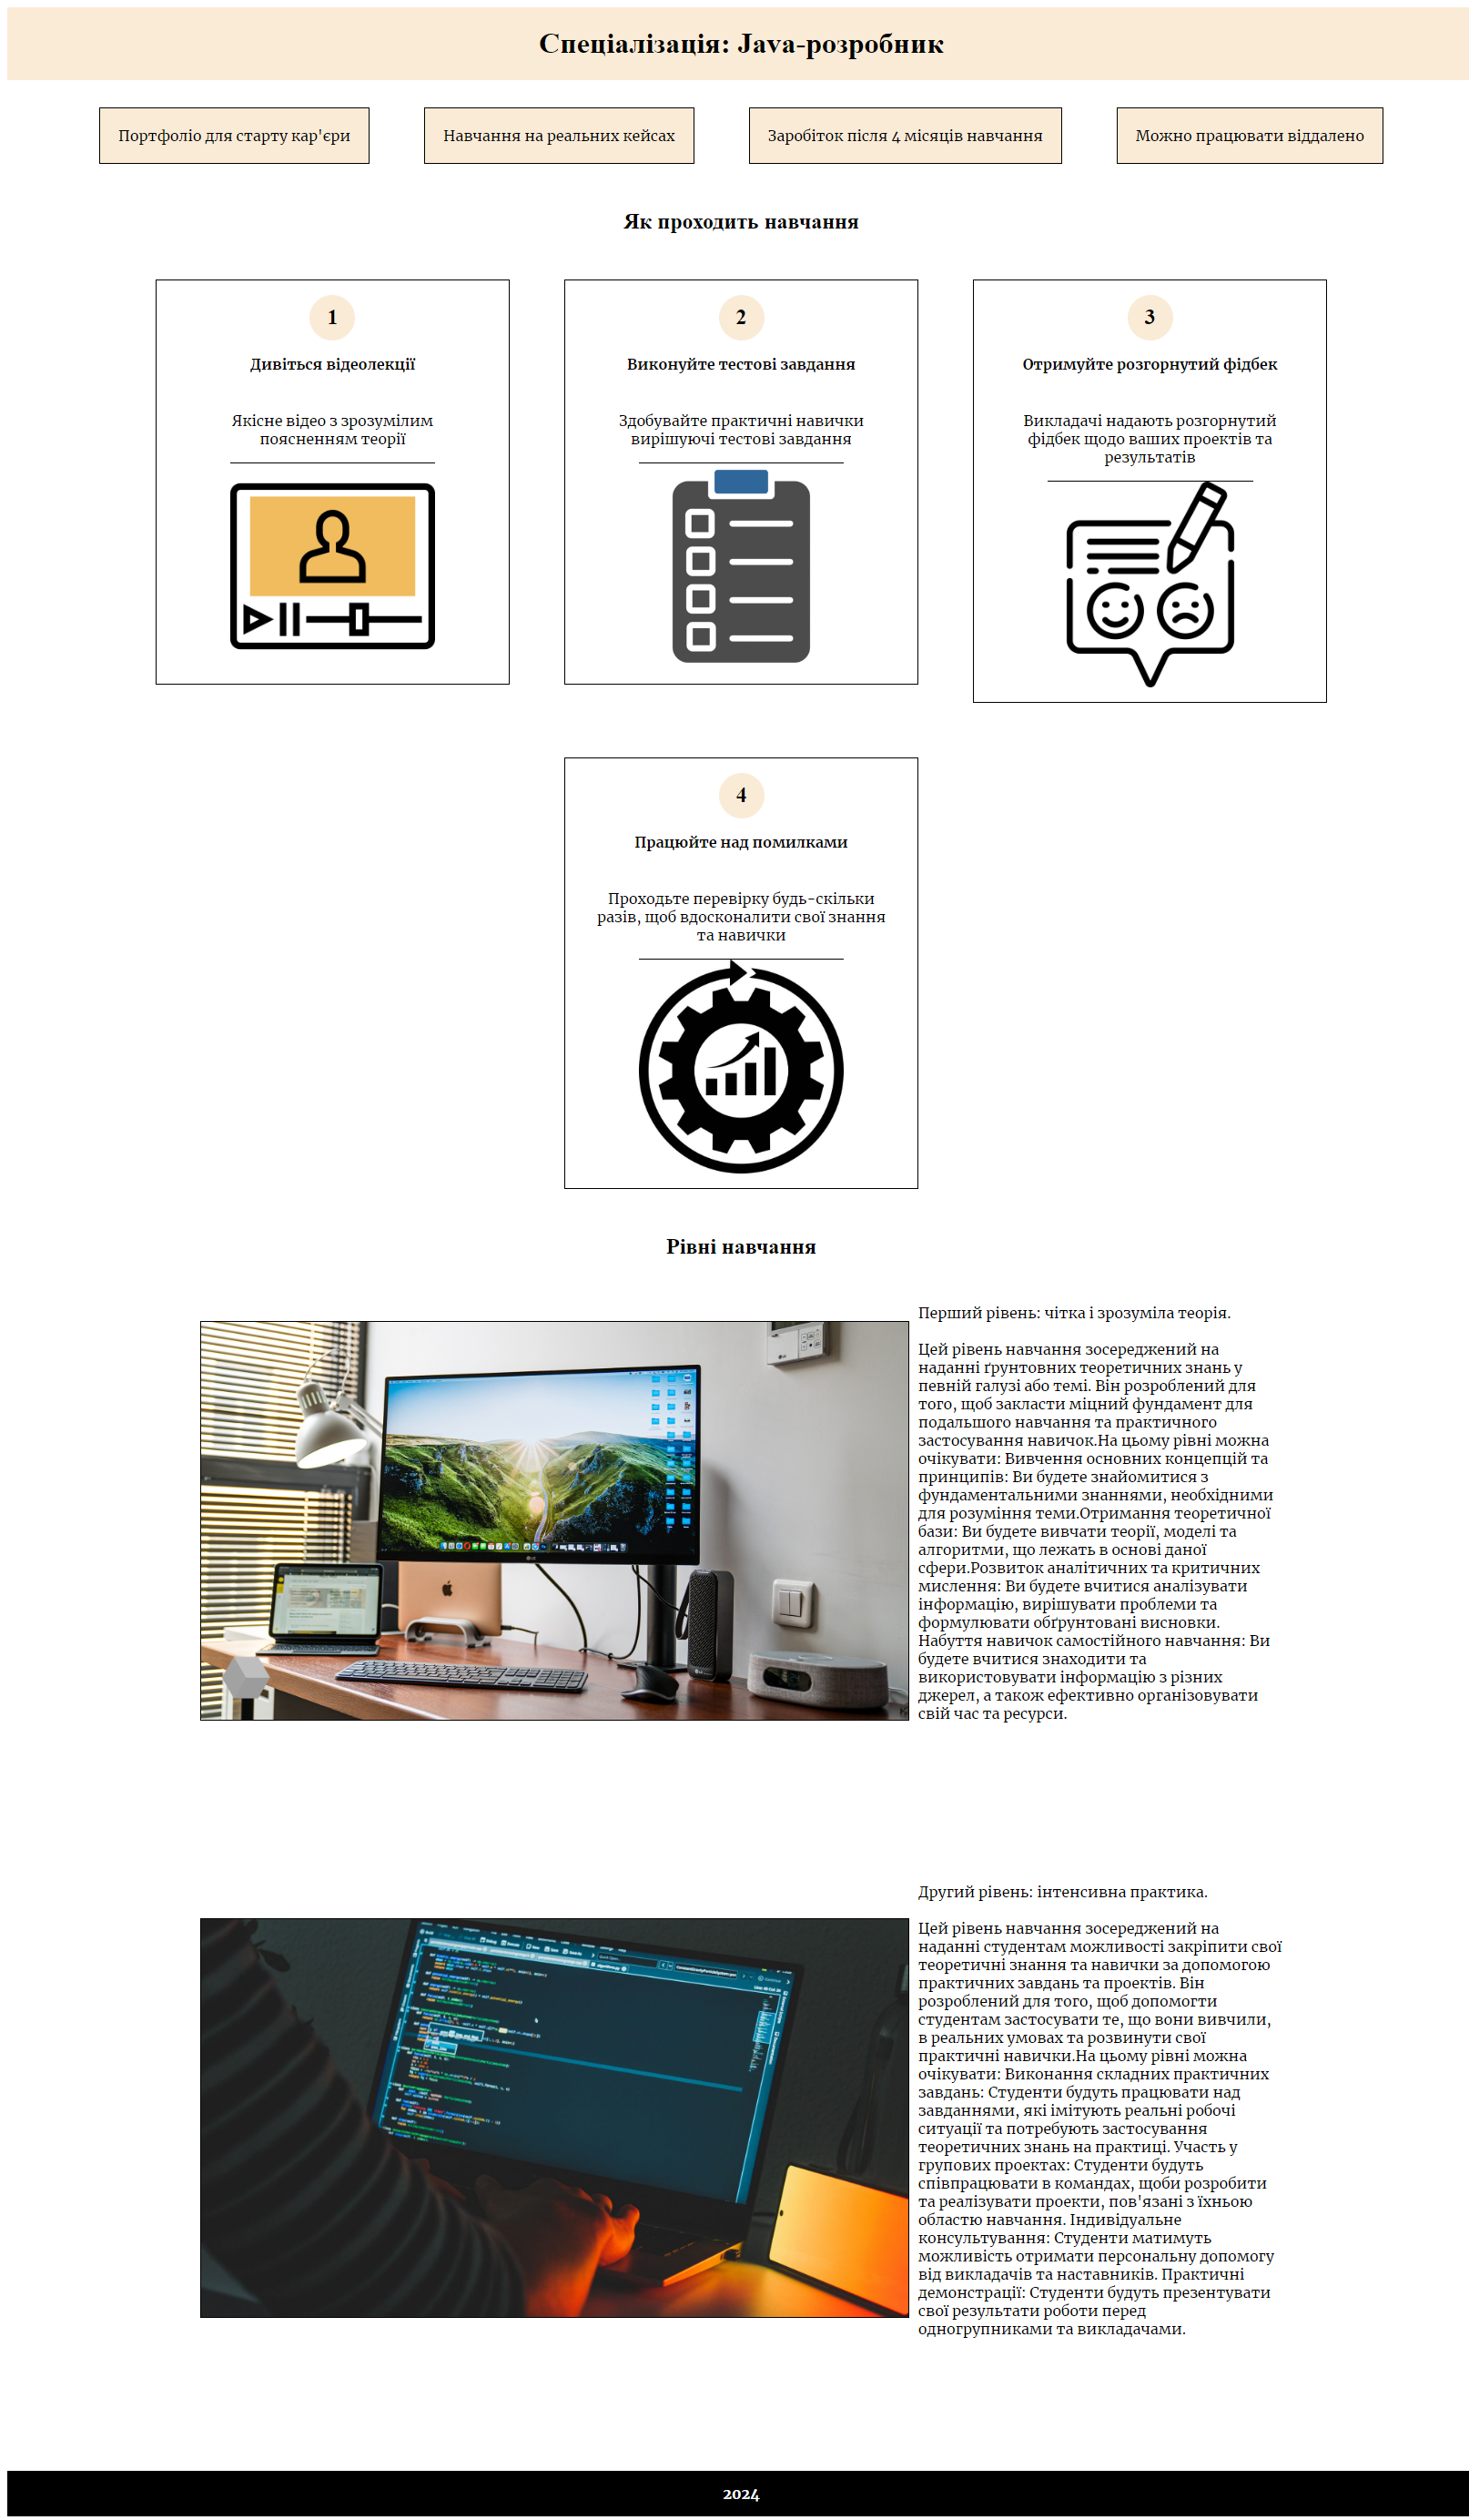 Спеціалізація: Java-розробник
Портфоліо для старту кар'єри
Навчання на реальних кейсах
Заробіток після 4 місяців навчання
Можно працювати віддалено
Як проходить навчання
1
Дивіться відеолекції
Якісне відео з зрозумілим
поясненням теорії
2
Виконуйте тестові завдання
Здобувайте практичні навички
вирішуючі тестові завдання
3
Отримуйте розгорнутий фідбек
Викладачі надають розгорнутий
фідбек щодо ваших проектів та
результатів
4
Працюйте над помилками
Проходьте перевірку будь-скільки
разів, щоб вдосконалити свої знання
та навички
Рівні навчання
Перший рівень: чітка і зрозуміла теорія.
Цей рівень навчання зосереджений на
наданні ґрунтовних теоретичних знань у
певній галузі або темі. Він розроблений для
того, щоб закласти міцний фундамент для
подальшого навчання та практичного
застосування навичок.На цьому рівні можна
очікувати: Вивчення основних концепцій та
принципів: Ви будете знайомитися з
фундаментальними знаннями, необхідними
для розуміння теми.Отримання теоретичної
бази: Ви будете вивчати теорії, моделі та
алгоритми, що лежать в основі даної
сфери.Розвиток аналітичних та критичних
мислення: Ви будете вчитися аналізувати
інформацію, вирішувати проблеми та
формулювати обґрунтовані висновки.
Набуття навичок самостійного навчання: Ви
будете вчитися знаходити та
використовувати інформацію з різних
джерел, а також ефективно організовувати
свій час та ресурси.
Другий рівень: інтенсивна практика.
Цей рівень навчання зосереджений на
наданні студентам можливості закріпити свої
теоретичні знання та навички за допомогою
практичних завдань та проектів. Він
розроблений для того, щоб допомогти
студентам застосувати те, що вони вивчили,
в реальних умовах та розвинути свої
практичні навички.На цьому рівні можна
очікувати: Виконання складних практичних
завдань: Студенти будуть працювати над
завданнями, які імітують реальні робочі
ситуації та потребують застосування
теоретичних знань на практиці. Участь у
групових проектах: Студенти будуть
співпрацювати в командах, щоби розробити
та реалізувати проекти, пов'язані з їхньою
областю навчання. Індивідуальне
консультування: Студенти матимуть
можливість отримати персональну допомогу
від викладачів та наставників. Практичні
демонстрації: Студенти будуть презентувати
свої результати роботи перед
одногрупниками та викладачами.
2024